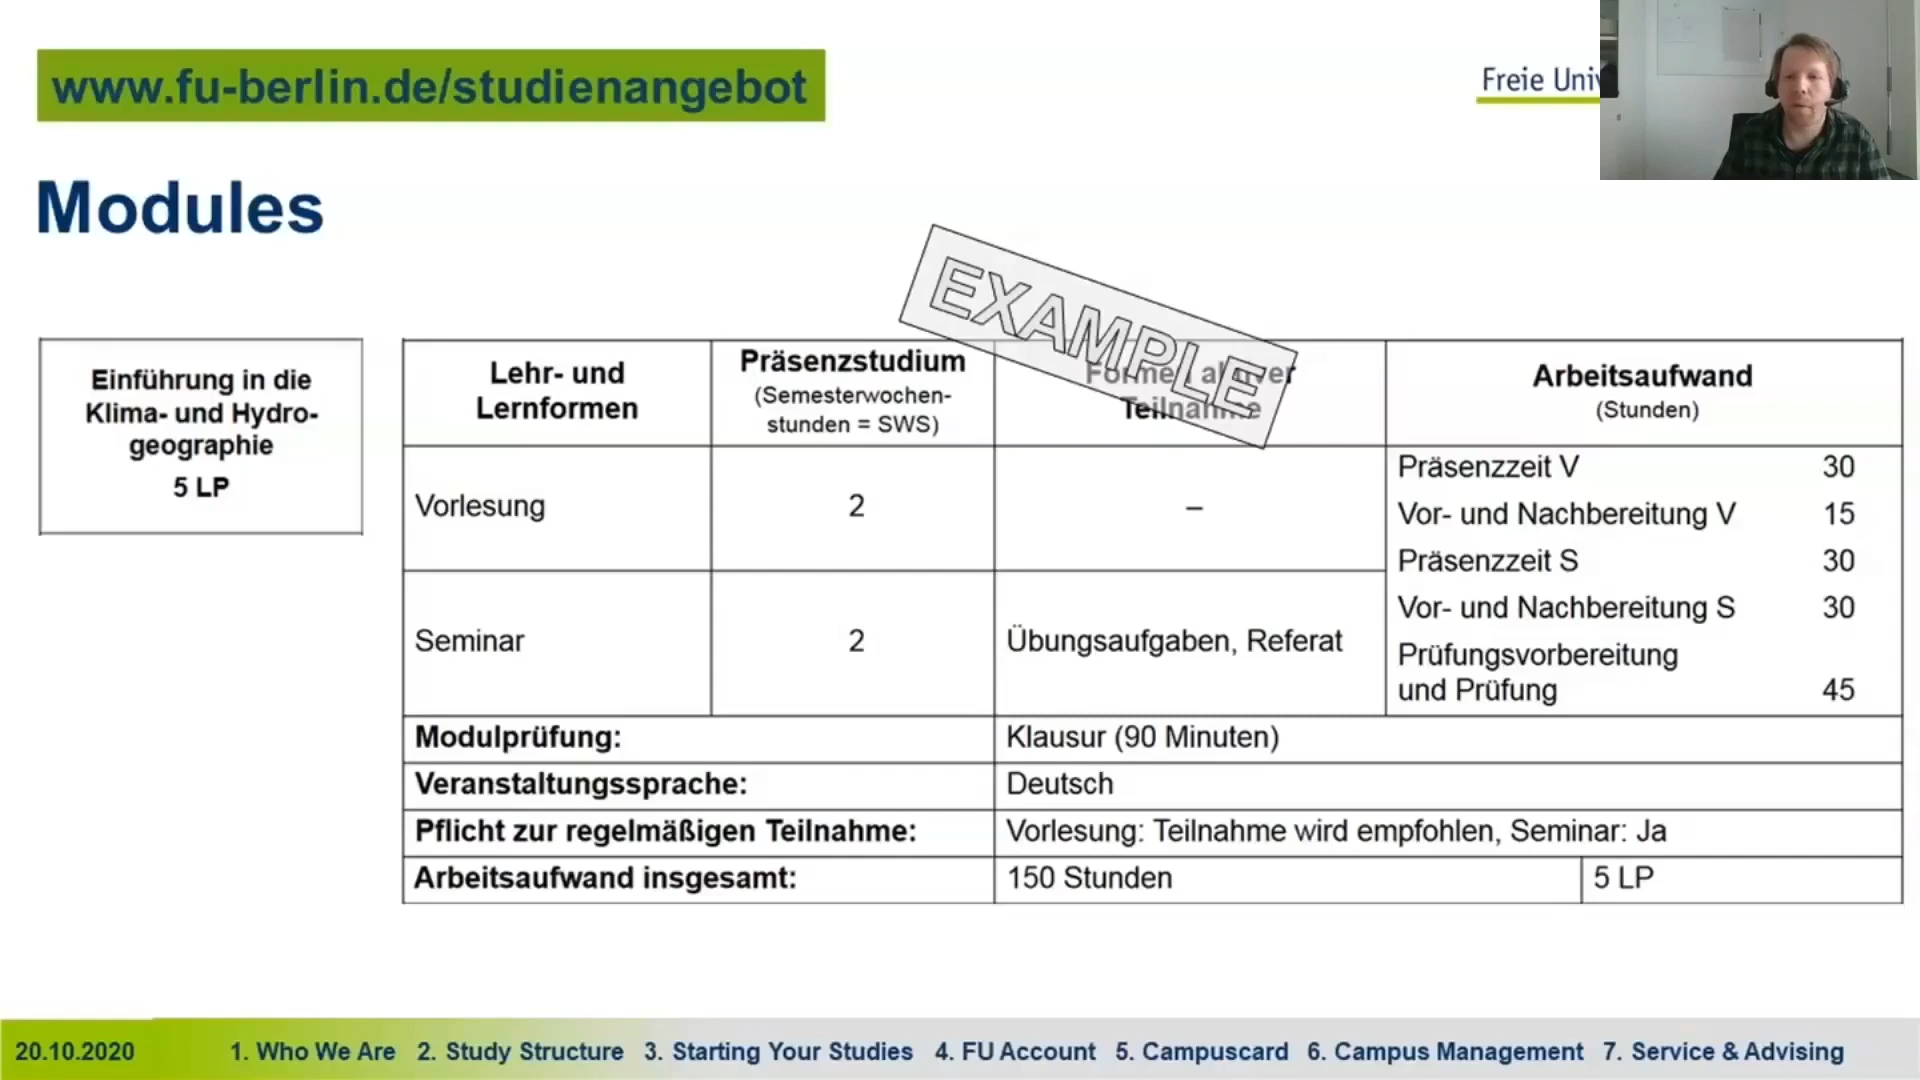 www.fu-berlin.de/studienangebot
Freie
Modules
EXAMPLE
Einführung in die
Klima- und Hydro-
geographie
5 LP
Lehr- und
Lernformen
Präsenzstudium
(Semesterwochen-
stunden = SWS)
Formen aktiver
Teilnahme
Arbeitsaufwand
(Stunden)
Vorlesung
2
–
Präsenzzeit V 30
Vor- und Nachbereitung V 15
Präsenzzeit S 30
Vor- und Nachbereitung S 30
Prüfungsvorbereitung
und Prüfung 45
Seminar
2
Übungsaufgaben, Referat
Modulprüfung: Klausur (90 Minuten)
Veranstaltungssprache: Deutsch
Pflicht zur regelmäßigen Teilnahme: Vorlesung: Teilnahme wird empfohlen, Seminar: Ja
Arbeitsaufwand insgesamt: 150 Stunden 5 LP
20.10.2020 1. Who We Are 2. Study Structure 3. Starting Your Studies 4. FU Account 5. Campuscard 6. Campus Management 7. Service & Advising